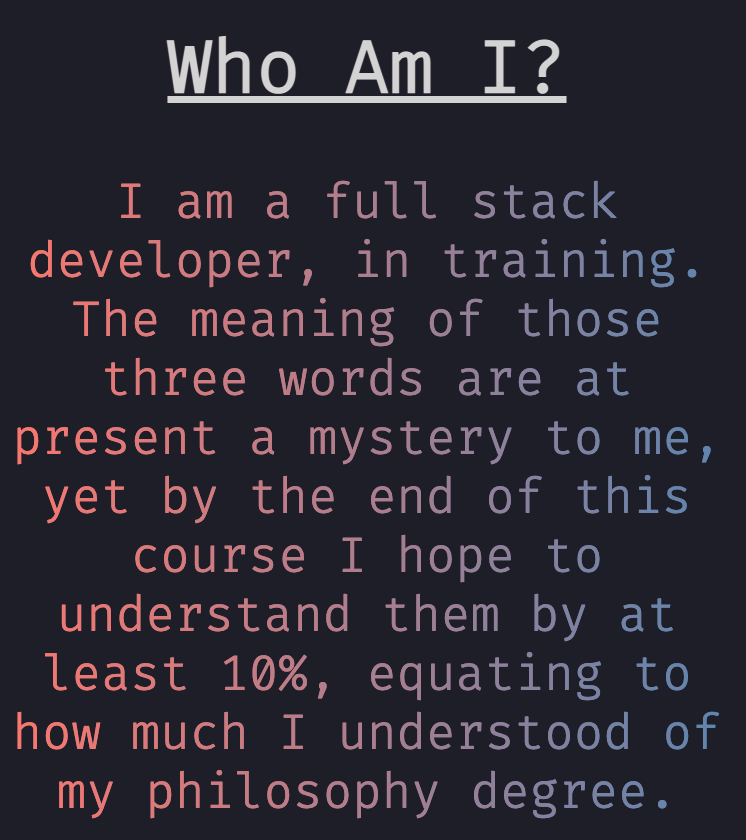 Who Am I?
I am a full stack
developer, in training.
The meaning of those
three words are at
present a mystery to me,
yet by the end of this
course I hope to
understand them by at
least 10%, equating to
how much I understood of
my philosophy degree.